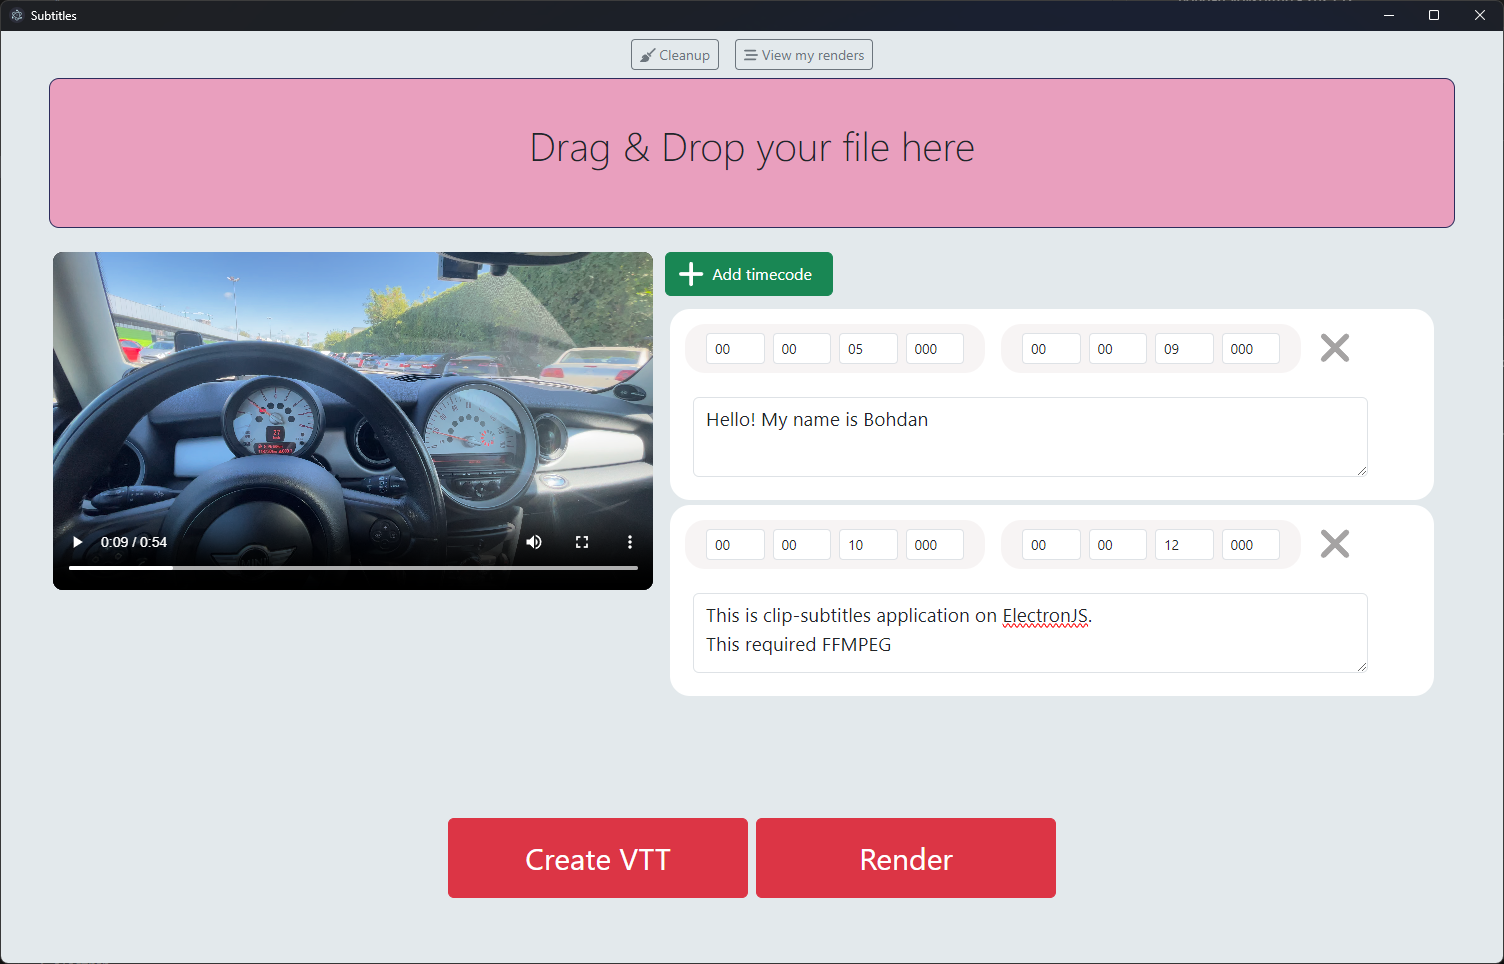 Subtitles
Cleanup
View my renders
Drag & Drop your file here
0:09 / 0:54
Add timecode
00 00 05 000 00 00 09 000
Hello! My name is Bohdan
00 00 10 000 00 00 12 000
This is clip-subtitles application on ElectronJS.
This required FFMPEG
Create VTT
Render